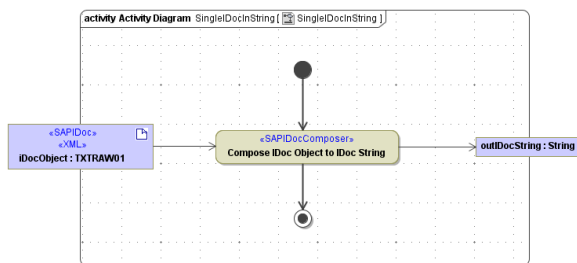 activity Activity Diagram SingleIDocInString [ SingleIDocInString ]
«SAPIDoc»
«XML»
iDocObject : TXTRAW01
«SAPIDocComposer»
Compose IDoc Object to IDoc String
outIDocString : String